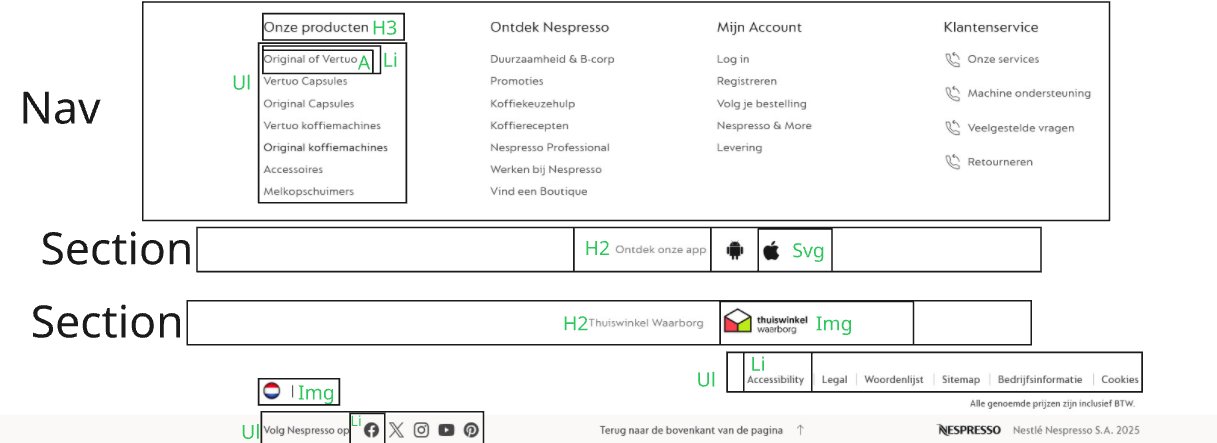 Nav
Onze producten H3
Ul
Original of Vertuo A Li
Vertuo Capsules
Original Capsules
Vertuo koffiemachines
Original koffiemachines
Accessoires
Melkopschuimers
Ontdek Nespresso
Duurzaamheid & B-corp
Promoties
Koffiekeuzehulp
Koffierecepten
Nespresso Professional
Werken bij Nespresso
Vind een Boutique
Mijn Account
Log in
Registreren
Volg je bestelling
Nespresso & More
Levering
Klantenservice
Onze services
Machine ondersteuning
Veelgestelde vragen
Retourneren
Section
H2 Ontdek onze app Svg
Section
H2 Thuiswinkel Waarborg
thuiswinkel
waarborg
Img
Ul
Li
Accessibility | Legal | Woordenlijst | Sitemap | Bedrijfsinformatie | Cookies
| Img
Alle genoemde prijzen zijn inclusief BTW.
Ul Volg Nespresso op Li
Terug naar de bovenkant van de pagina ↑
NESPRESSO Nestlé Nespresso S.A. 2025